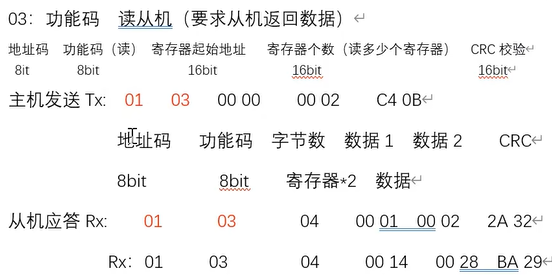 03：功能码 读从机（要求从机返回数据）
地址码 功能码（读） 寄存器起始地址 寄存器个数（读多少个寄存器） CRC 校验
8it 8bit 16bit 16bit 16bit
主机发送 Tx: 01 03 00 00 00 02 C4 0B
地址码 功能码 字节数 数据 1 数据 2 CRC
8bit 8bit 寄存器*2 数据
从机应答 Rx: 01 03 04 00 01 00 02 2A 32
Rx: 01 03 04 00 14 00 28 BA 29